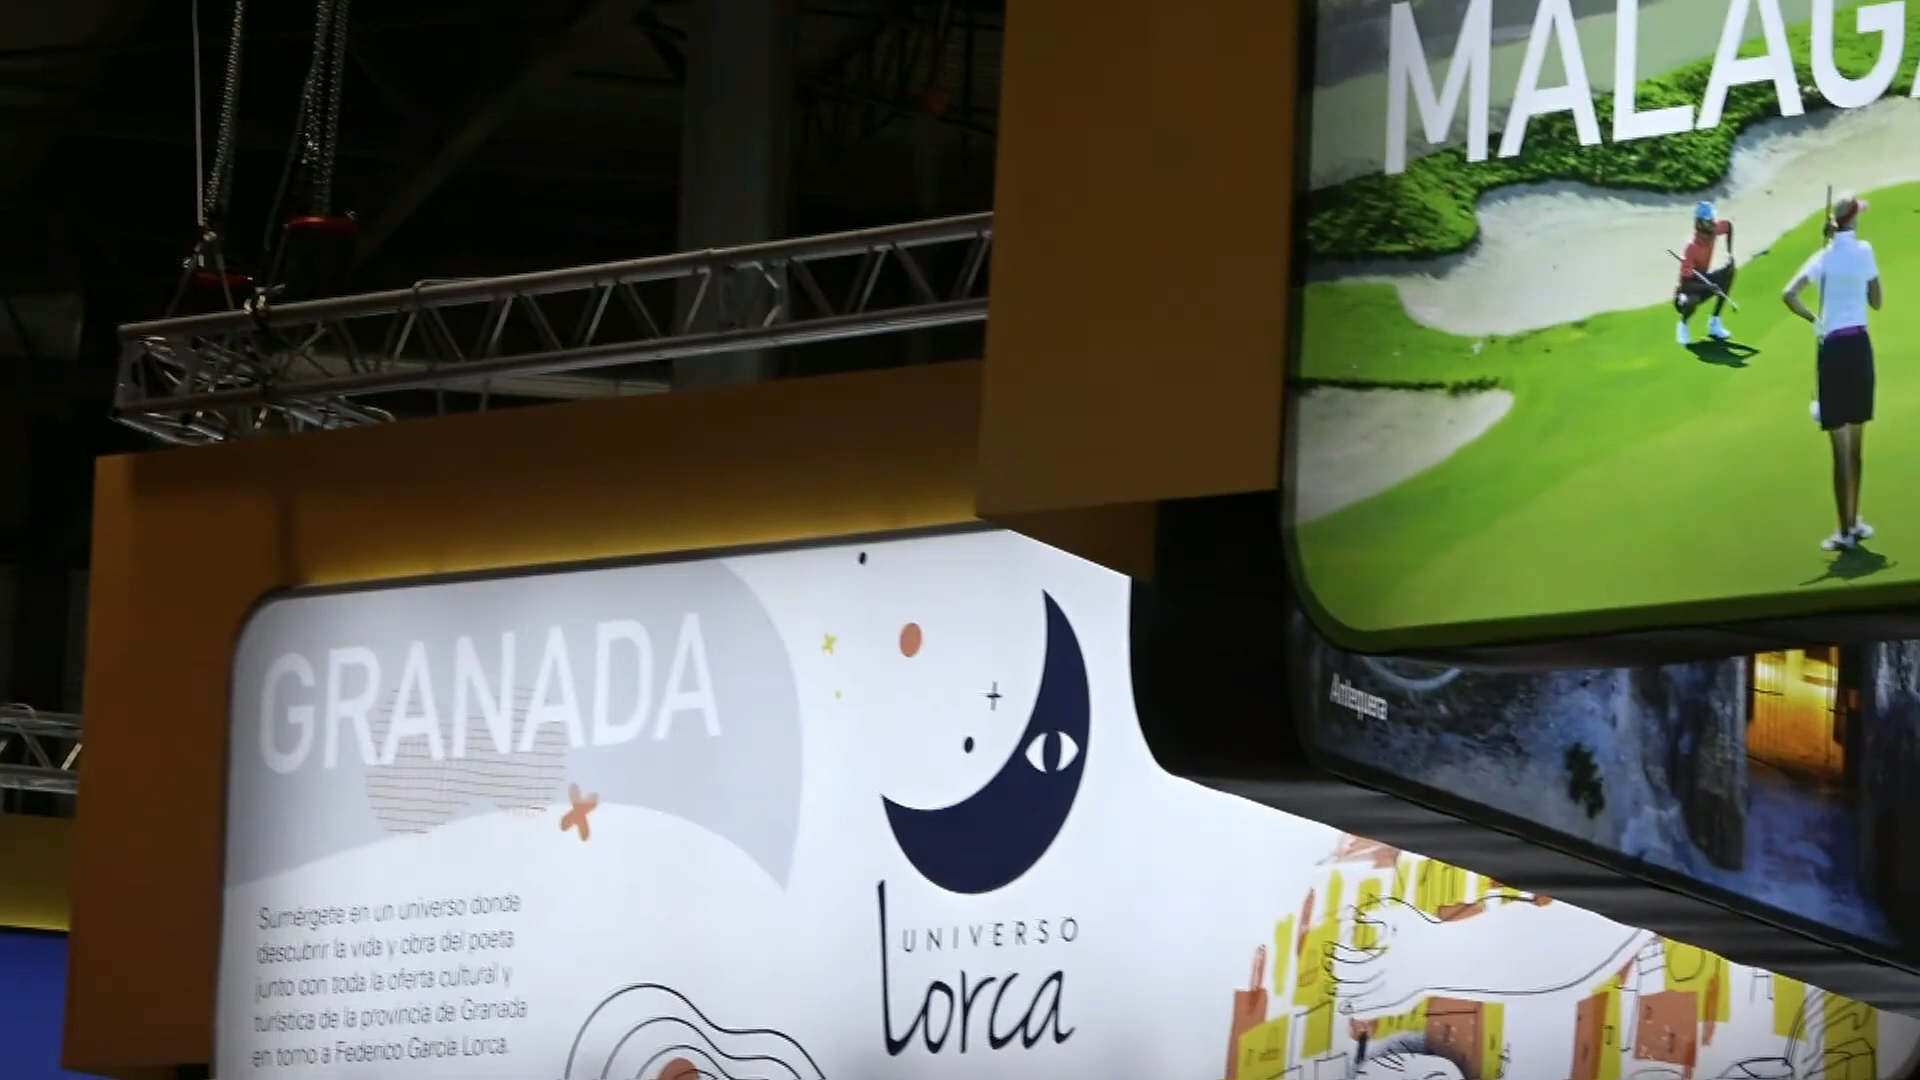 MALAG
GRANADA
Antequera
Sumérgete en un universo donde
descubrir la vida y obra del poeta
junto con toda la oferta cultural y
turística de la provincia de Granada
en torno a Federico García Lorca.
UNIVERSO
Lorca